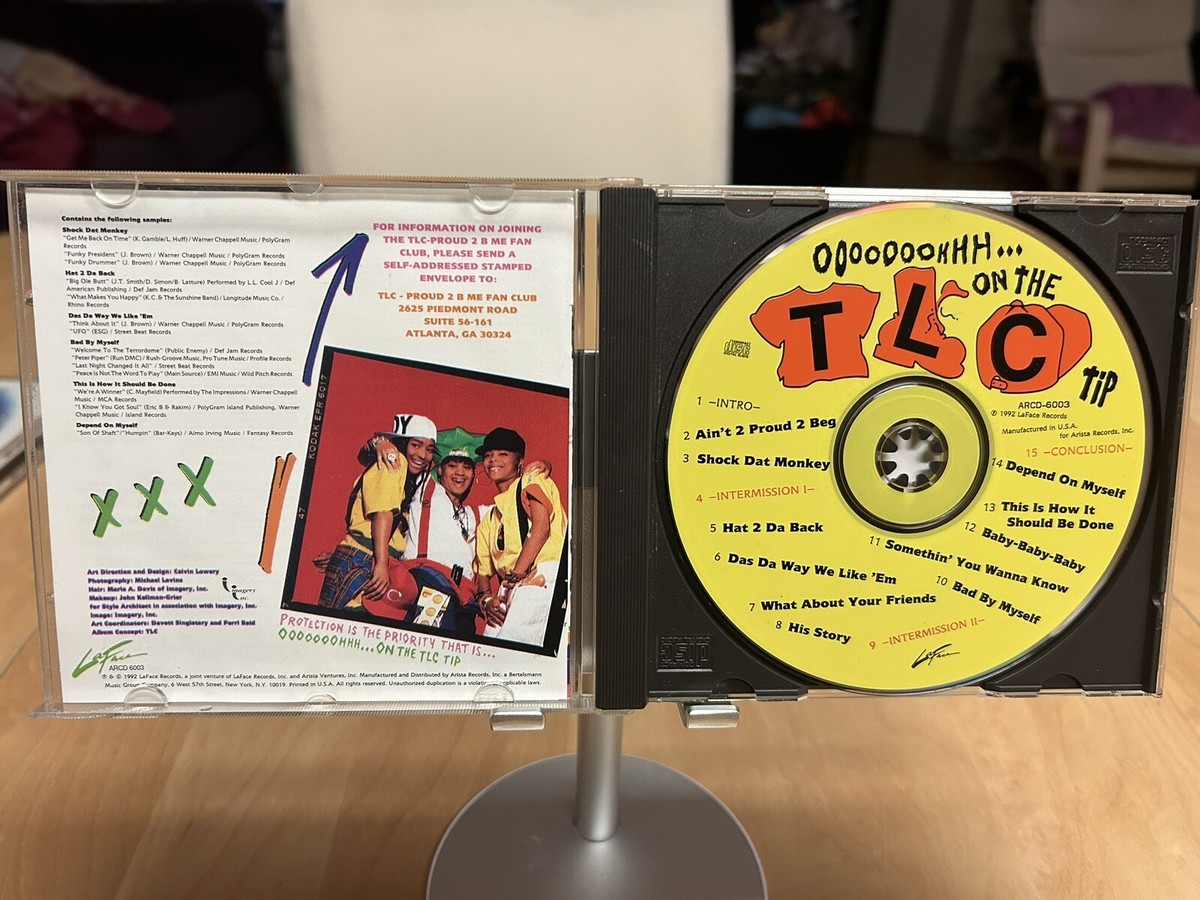 Contains the following samples:
Shock Dat Monkey
"Get Me Back On Time" (K. Gamble/L. Huff) / Warner Chappell Music / PolyGram
Records
"Funky President" (J. Brown) / Warner Chappell Music / PolyGram Records
"Funky Drummer" (J. Brown) / Warner Chappell Music / PolyGram Records
Hat 2 Da Back
"Big Ole Butt" (J.T. Smith/D. Simon/B. Latture) Performed by L.L. Cool J / Def
American Publishing / Def Jam Records
"What Makes You Happy" (K.C. & The Sunshine Band) / Longitude Music Co. /
Rhino Records
Das Da Way We Like 'Em
"Think About It" (J. Brown) / Warner Chappell Music / PolyGram Records
"UFO" (ESG) / Street Beat Records
Bad By Myself
"Welcome To The Terrordome" (Public Enemy) / Def Jam Records
"Peter Piper" (Run DMC) / Rush-Groove Music, Pro Tune Music / Profile Records
"Last Night Changed It All" / Street Beat Records
"Peace Is Not The Word To Play" (Main Source) / EMI Music / Wild Pitch Records
This Is How It Should Be Done
"We're A Winner" (C. Mayfield) Performed by The Impressions / Warner Chappell
Music / MCA Records
"I Know You Got Soul" (Eric B & Rakim) / PolyGram Island Publishing, Warner
Chappell Music / Island Records
Depend On Myself
"Son Of Shaft"/"Humpin" (Bar-Kays) / Almo Irving Music / Fantasy Records
FOR INFORMATION ON JOINING
THE TLC-PROUD 2 B ME FAN
CLUB, PLEASE SEND A
SELF-ADDRESSED STAMPED
ENVELOPE TO:
TLC - PROUD 2 B ME FAN CLUB
2625 PIEDMONT ROAD
SUITE 56-161
ATLANTA, GA 30324
KODAK EPR 6017
47
X X X
Art Direction and Design: Calvin Lowery
Photography: Michael Lavine
Hair: Marie A. Davis of Imagery, Inc.
Makeup: John Kellman-Grier
for Style Architect in association with Imagery, Inc.
Image: Imagery, Inc.
Art Coordinators: Davett Singletary and Perri Reid
Album Concept: TLC
imagery
INC.
PROTECTION IS THE PRIORITY THAT IS...
OOOOOOOHHH...ON THE TLC TIP
LaFace
ARCD 6003
℗ & © 1992 LaFace Records, a joint venture of LaFace Records, Inc. and Arista Ventures, Inc. Manufactured and Distributed by Arista Records, Inc. a Bertelsmann
Music Group Company, 6 West 57th Street, New York, N.Y. 10019. Printed in U.S.A. All rights reserved. Unauthorized duplication is a violation of applicable laws.
OOOOOOOHHH...
ON THE
TLC
TIP
ARCD-6003
℗ 1992 LaFace Records
Manufactured in U.S.A.
for Arista Records, Inc.
1 –INTRO–
2 Ain't 2 Proud 2 Beg
3 Shock Dat Monkey
4 –INTERMISSION I–
5 Hat 2 Da Back
6 Das Da Way We Like 'Em
7 What About Your Friends
8 His Story
9 –INTERMISSION II–
10 Bad By Myself
11 Somethin' You Wanna Know
12 Baby-Baby-Baby
13 This Is How It
Should Be Done
14 Depend On Myself
15 –CONCLUSION–
LaFace